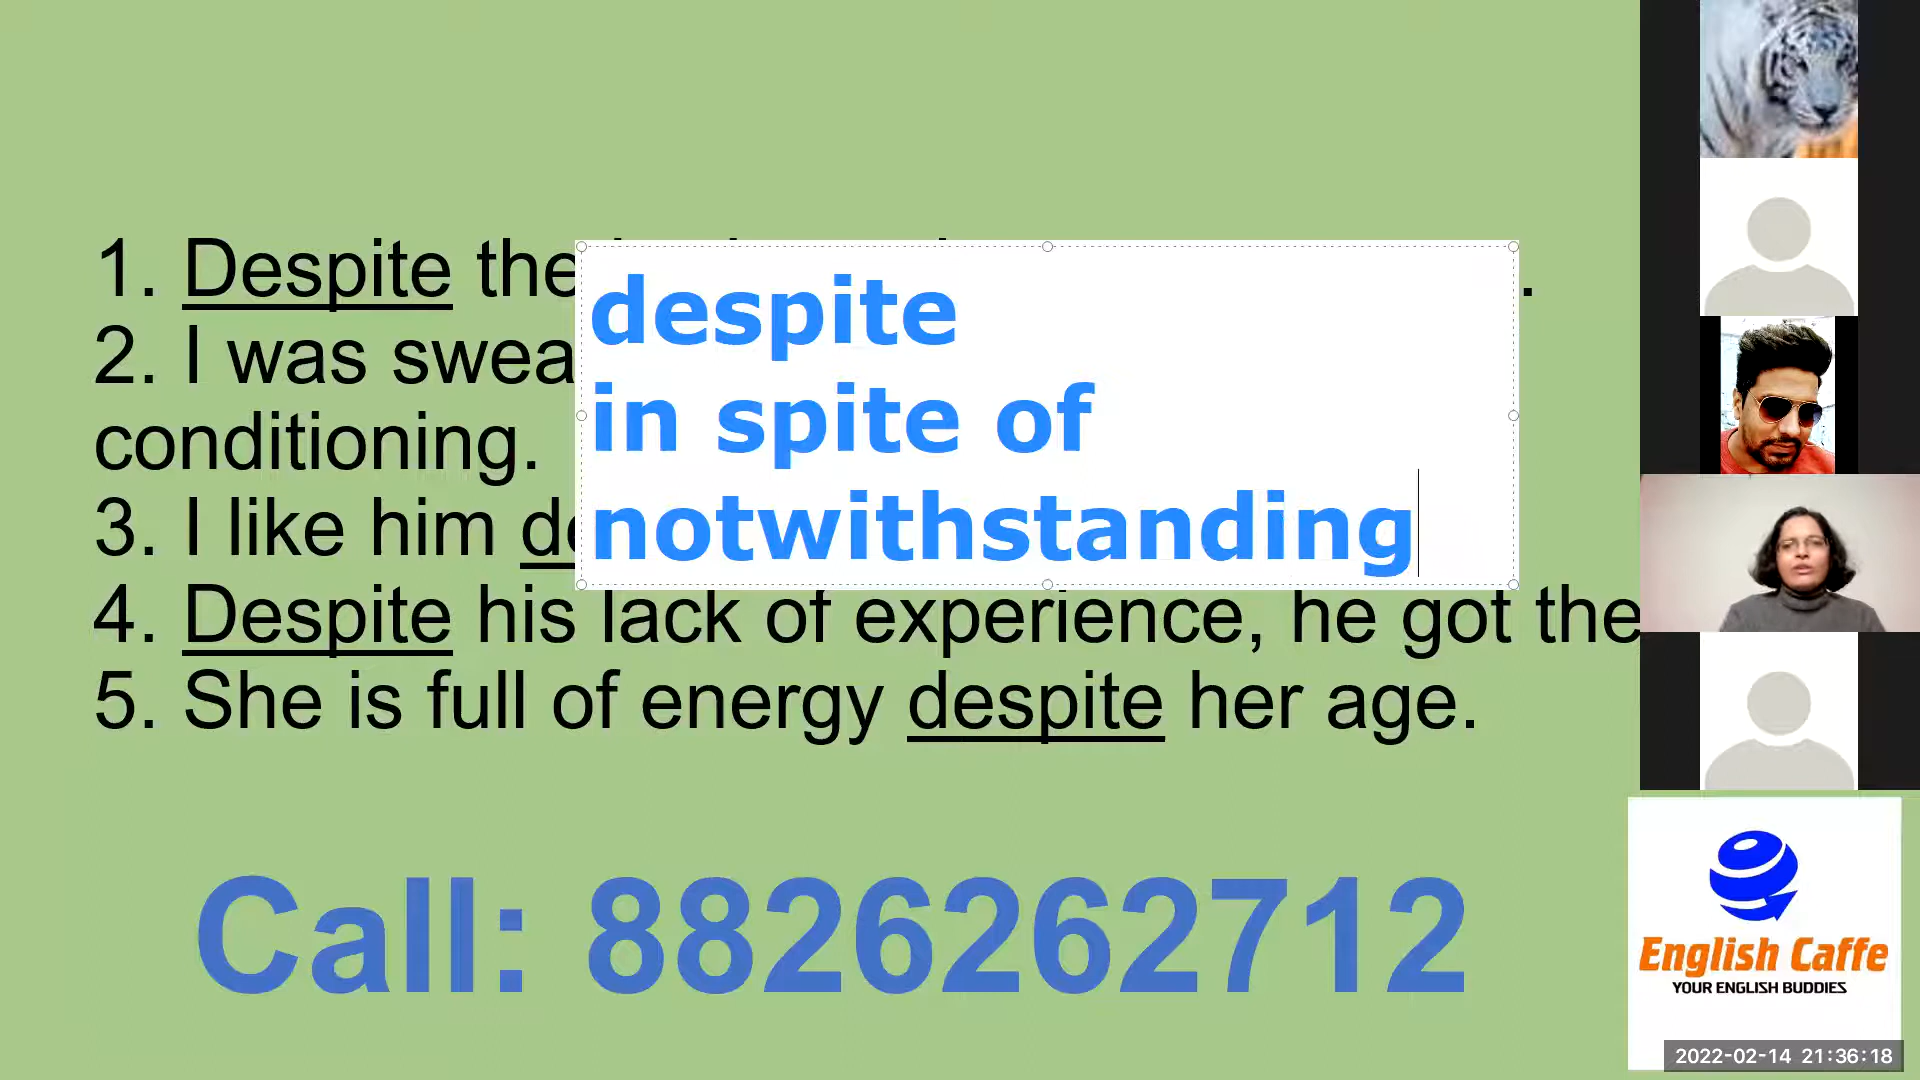 1. Despite the
.
2. I was
conditioning.
3. I like him
4. Despite his lack of experience, he got the
5. She is full of energy despite her age.
despite
in spite of
notwithstanding
Call: 8826262712
English Caffe
YOUR ENGLISH BUDDIES
2022-02-14 21:36:18